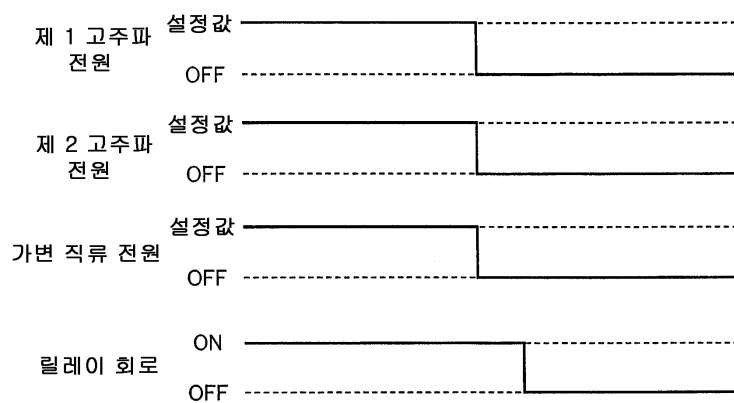 제 1 고주파
전원
설정값
OFF
제 2 고주파
전원
설정값
OFF
가변 직류 전원
설정값
OFF
릴레이 회로
ON
OFF